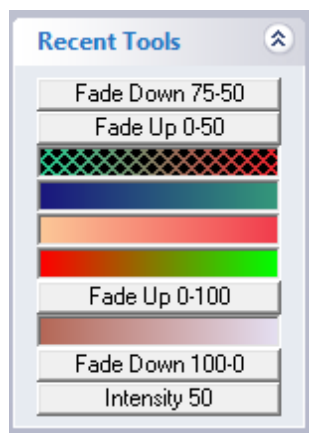 Recent Tools
Fade Down 75-50
Fade Up 0-50
Fade Up 0-100
Fade Down 100-0
Intensity 50